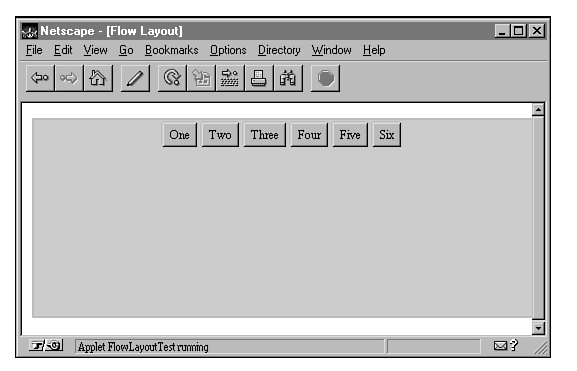 Netscape - [Flow Layout]
File Edit View Go Bookmarks Options Directory Window Help
One Two Three Four Five Six
Applet FlowLayoutTest running
?